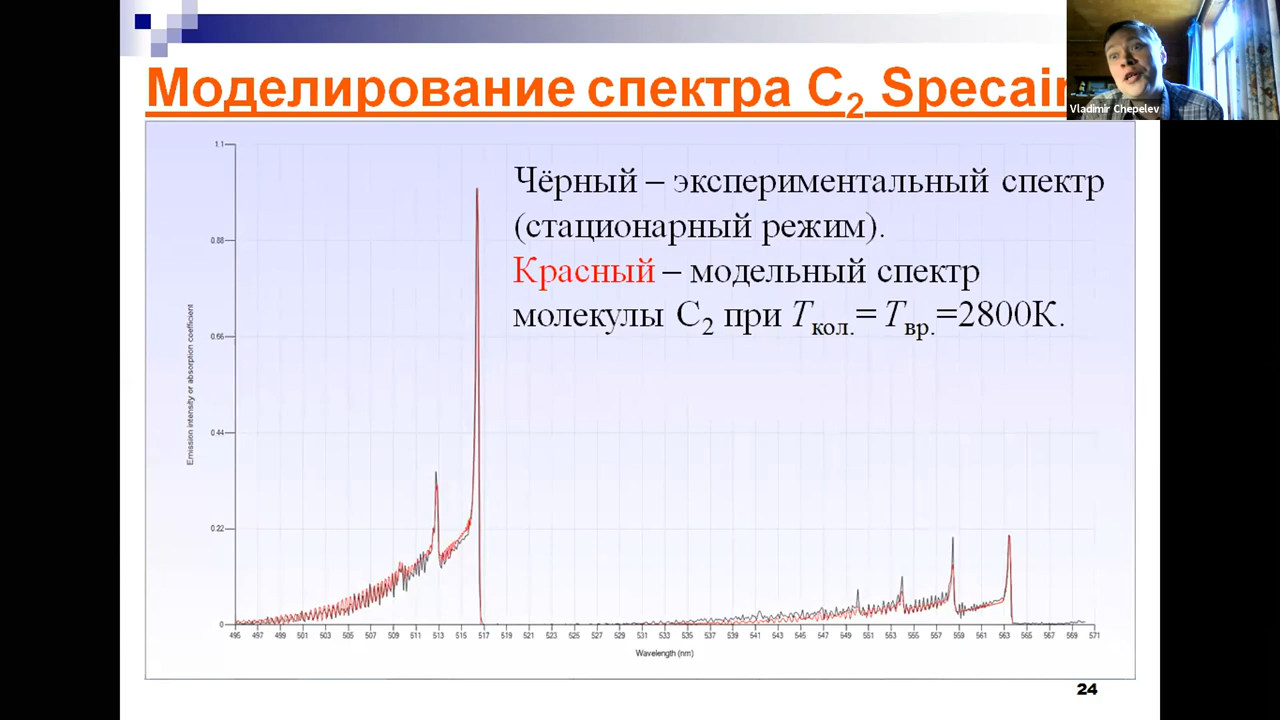 Моделирование спектра C2 Specair
Vladimir Chepelev
Чёрный – экспериментальный спектр
(стационарный режим).
Красный – модельный спектр
молекулы C2 при Tкол.= Tвр.=2800К.
Emission intensity or absorption coefficient
1.1
0.88
0.66
0.44
0.22
0
495 497 499 501 503 505 507 509 511 513 515 517 519 521 523 525 527 529 531 533 535 537 539 541 543 545 547 549 551 553 555 557 559 561 563 565 567 569 571
Wavelength (nm)
24